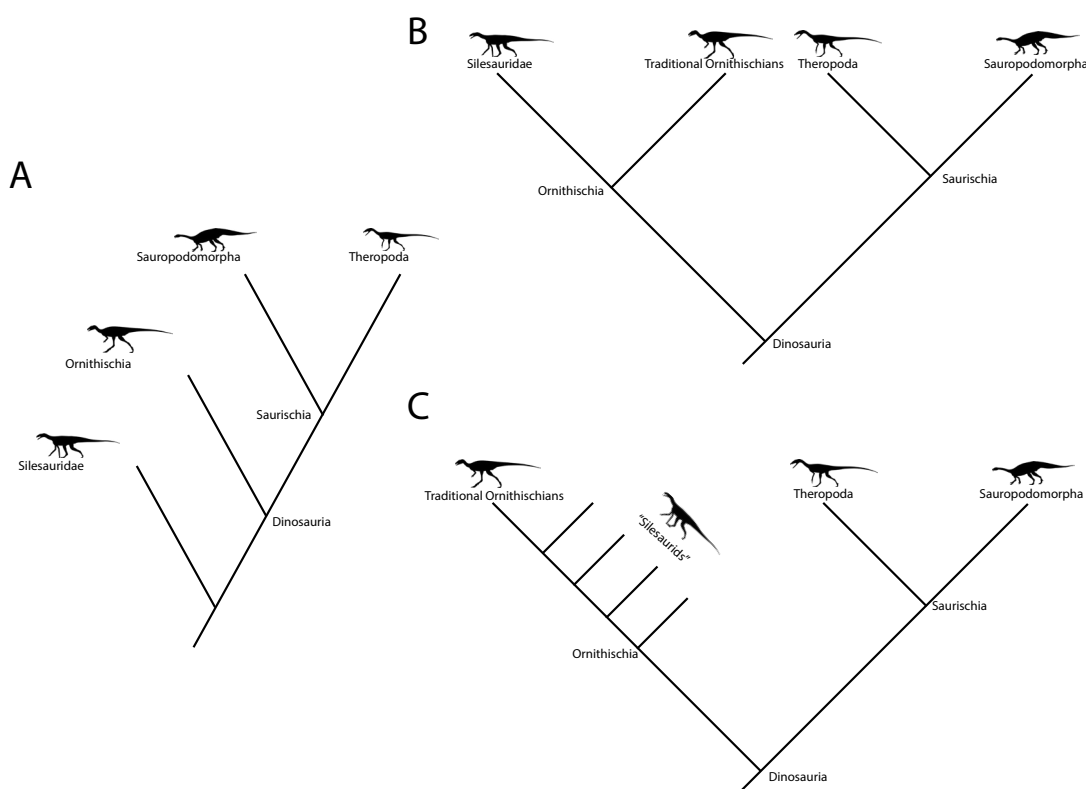 A
Sauropodomorpha
Theropoda
Ornithischia
Saurischia
Silesauridae
Dinosauria
B
Silesauridae
Traditional Ornithischians
Theropoda
Sauropodomorpha
Ornithischia
Saurischia
Dinosauria
C
Traditional Ornithischians
"Silesaurids"
Theropoda
Sauropodomorpha
Saurischia
Ornithischia
Dinosauria